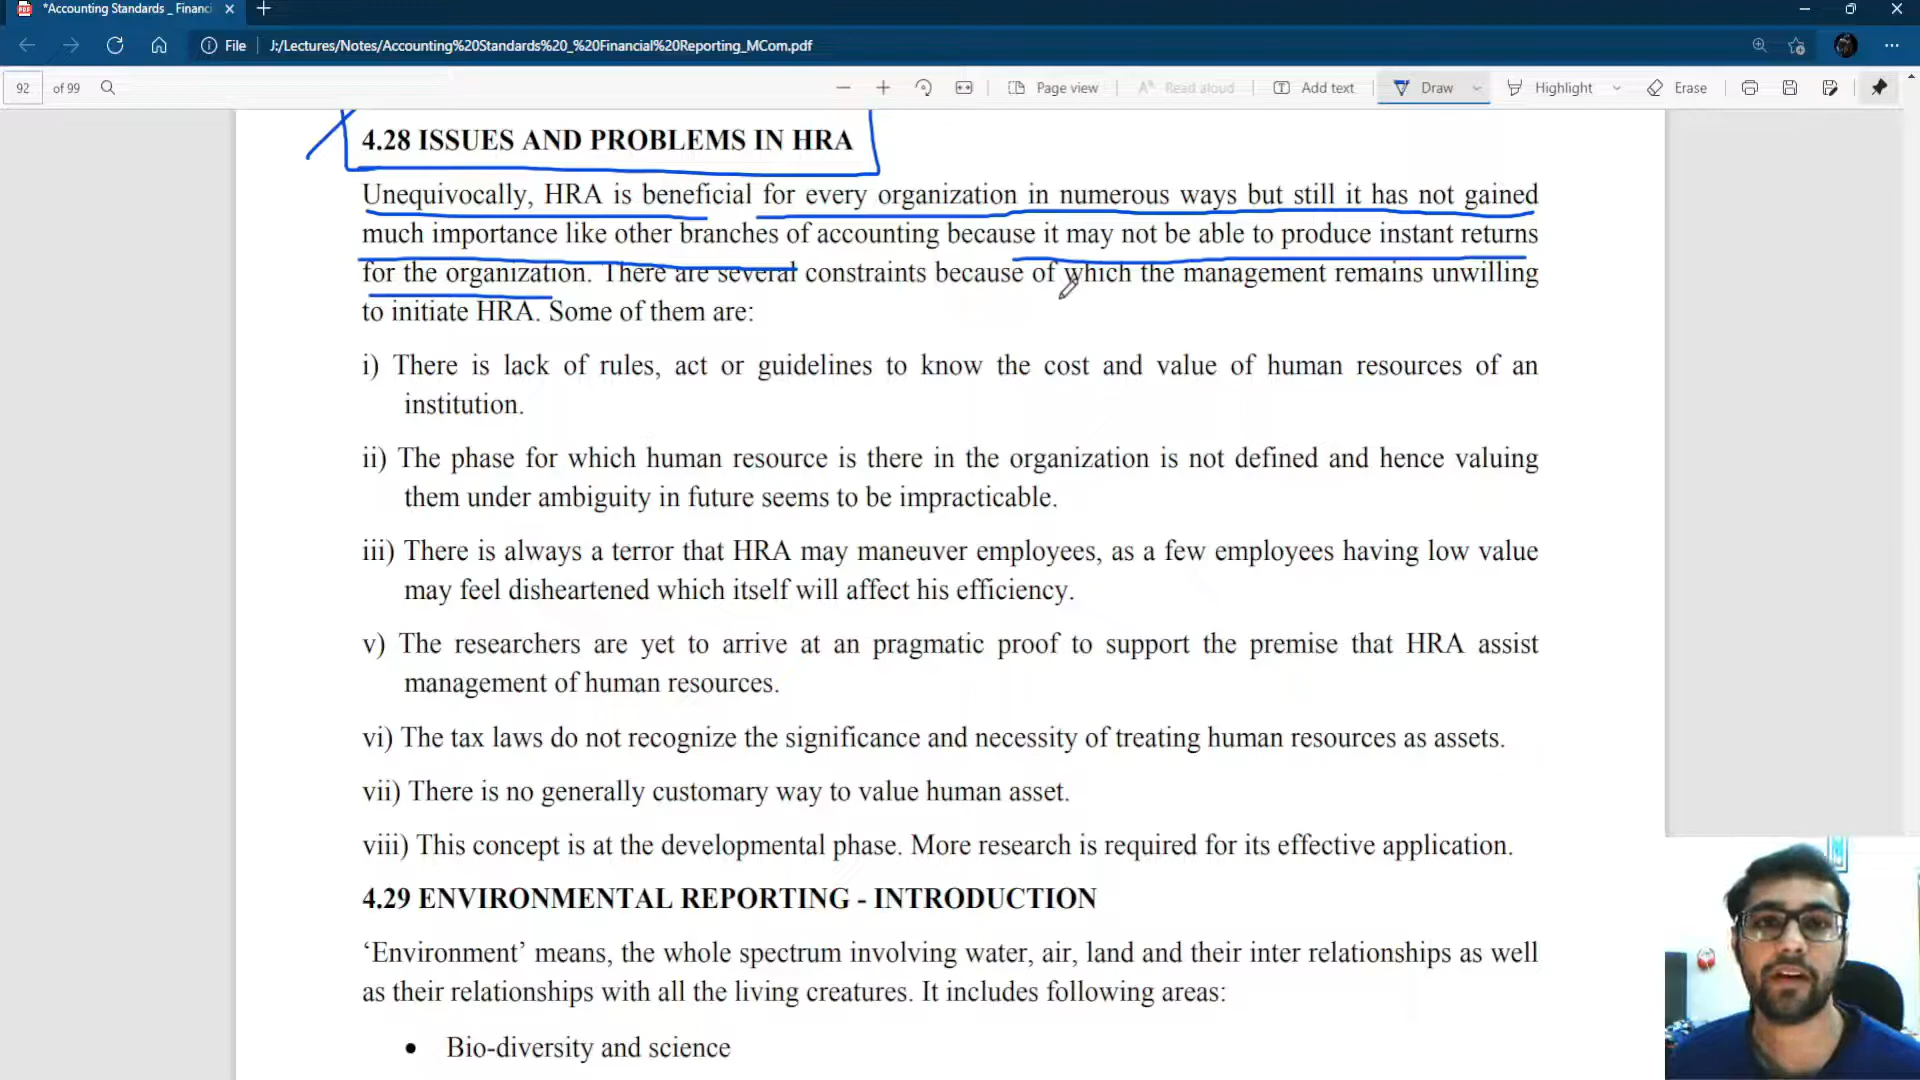 *Accounting Standards _ Financi
File
J:/Lectures/Notes/Accounting%20Standards%20_%20Financial%20Reporting_MCom.pdf
92 of 99
Page view
Read aloud
Add text
Draw
Highlight
Erase
4.28 ISSUES AND PROBLEMS IN HRA
Unequivocally, HRA is beneficial for every organization in numerous ways but still it has not gained
much importance like other branches of accounting because it may not be able to produce instant returns
for the organization. There are several constraints because of which the management remains unwilling
to initiate HRA. Some of them are:
i) There is lack of rules, act or guidelines to know the cost and value of human resources of an
institution.
ii) The phase for which human resource is there in the organization is not defined and hence valuing
them under ambiguity in future seems to be impracticable.
iii) There is always a terror that HRA may maneuver employees, as a few employees having low value
may feel disheartened which itself will affect his efficiency.
v) The researchers are yet to arrive at an pragmatic proof to support the premise that HRA assist
management of human resources.
vi) The tax laws do not recognize the significance and necessity of treating human resources as assets.
vii) There is no generally customary way to value human asset.
viii) This concept is at the developmental phase. More research is required for its effective application.
4.29 ENVIRONMENTAL REPORTING - INTRODUCTION
‘Environment’ means, the whole spectrum involving water, air, land and their inter relationships as well
as their relationships with all the living creatures. It includes following areas:
• Bio-diversity and science